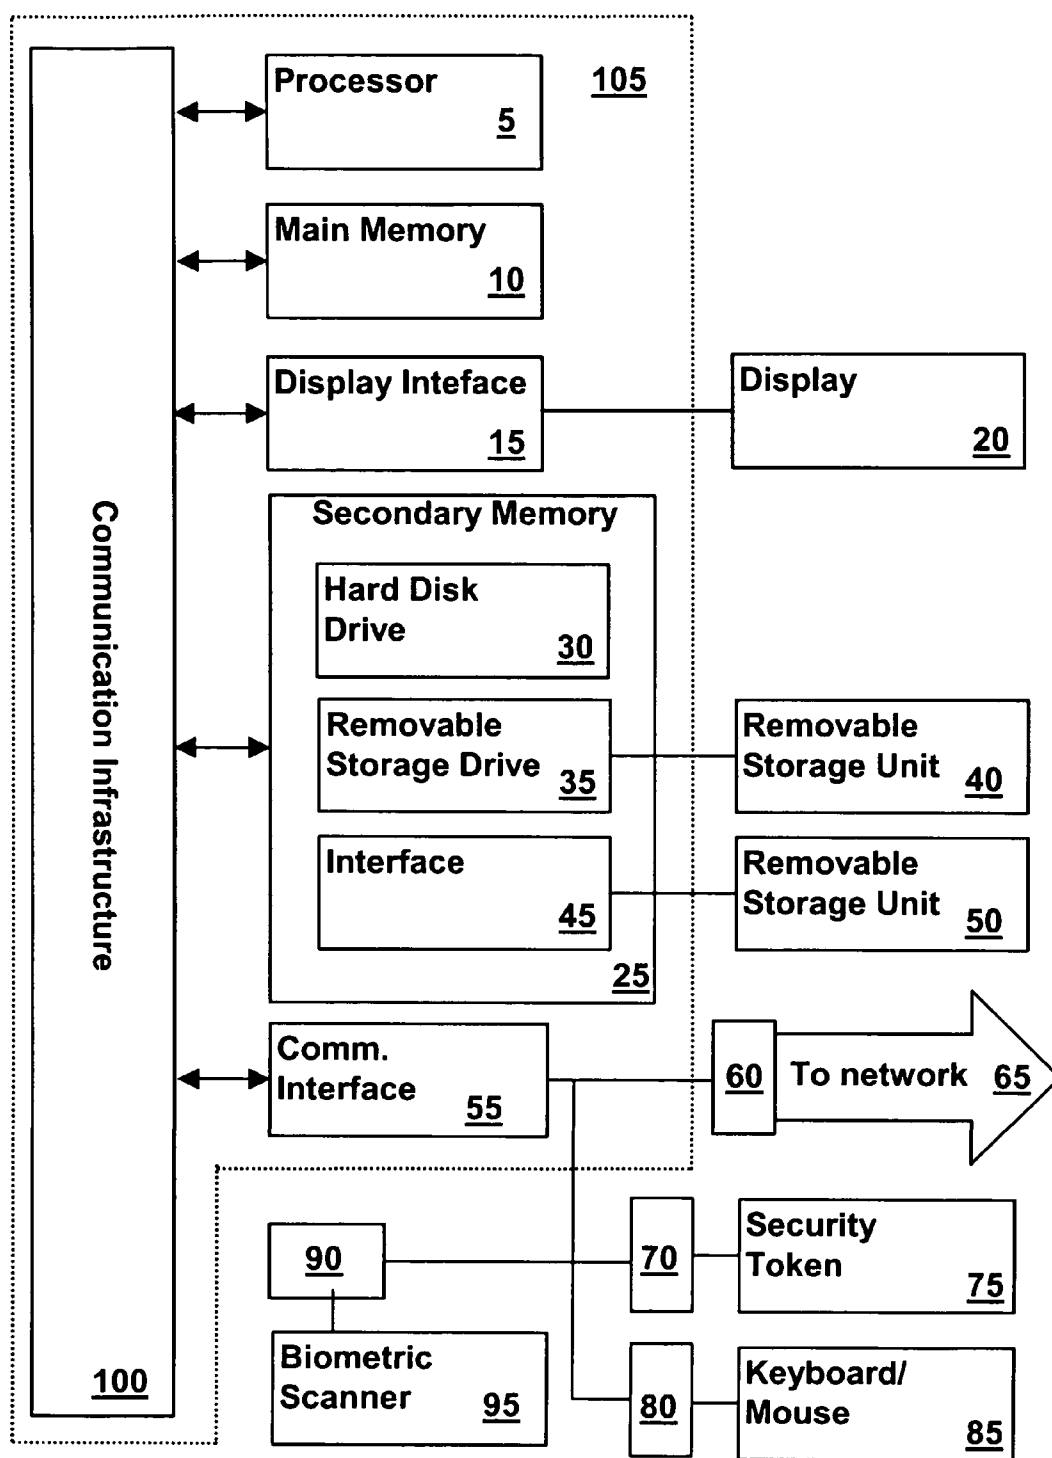 Processor
5
105
Main Memory
10
Display Inteface
15
Display
20
Secondary Memory
Hard Disk
Drive
30
Removable
Storage Drive
35
Removable
Storage Unit
40
Interface
45
Removable
Storage Unit
50
25
Communication Infrastructure
100
Comm.
Interface
55
60
To network
65
90
70
Security
Token
75
Biometric
Scanner
95
80
Keyboard/
Mouse
85